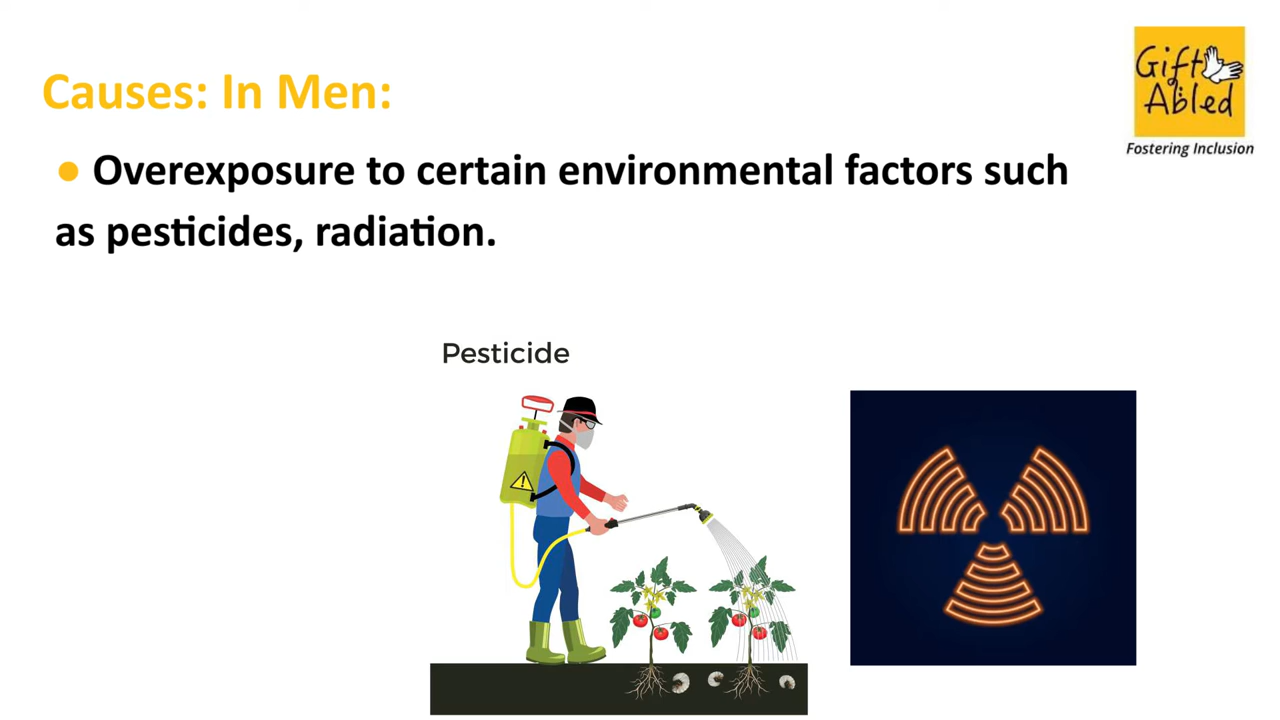 Causes: In Men:
● Overexposure to certain environmental factors such
as pesticides, radiation.
Gift
Abled
Fostering Inclusion
Pesticide
!